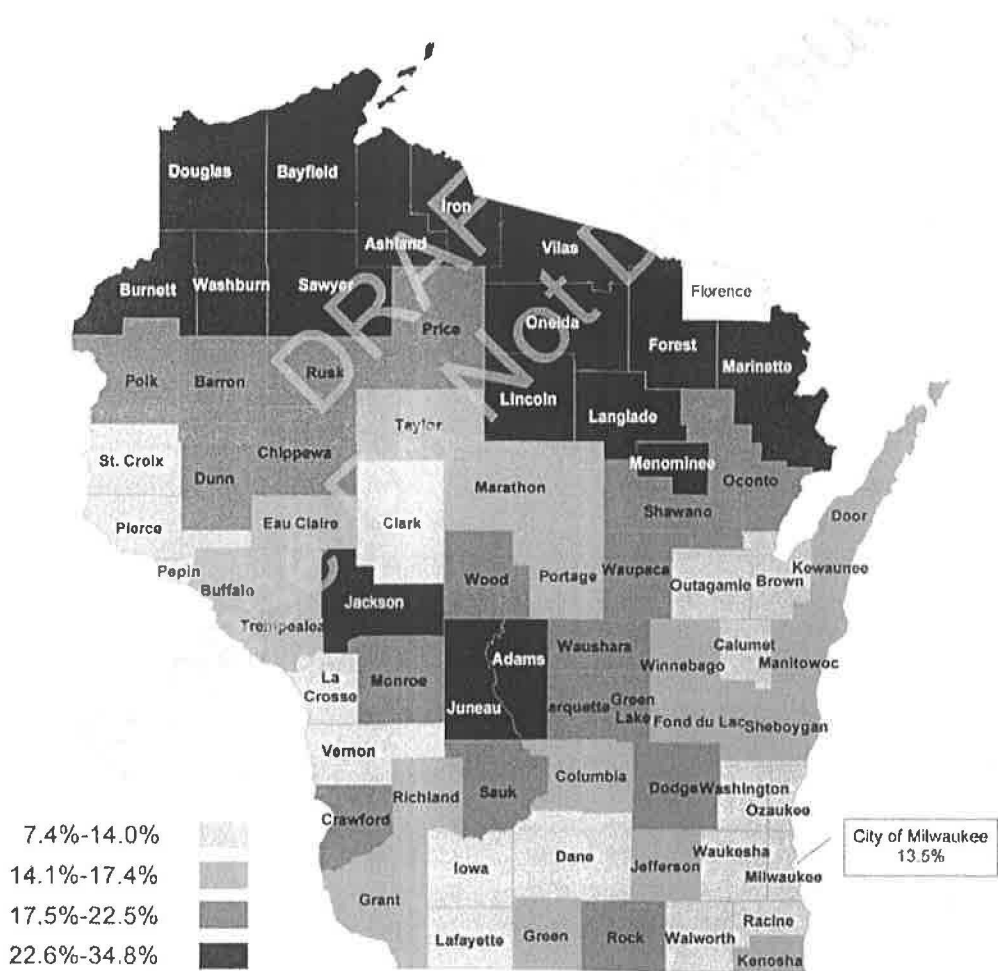 Douglas
Bayfield
Iron
Ashland
Vilas
Burnett
Washburn
Sawyer
Florence
Oneida
Price
Forest
Marinette
Polk
Barron
Rusk
Lincoln
Langlade
Taylor
St. Croix
Chippewa
Dunn
Menominee
Oconto
Marathon
Shawano
Door
Pierce
Eau Claire
Clark
Pepin
Buffalo
Wood
Portage
Waupaca
Outagamie
Brown
Kewaunee
Jackson
Trempealea
Adams
Waushara
Calumet
Winnebago
Manitowoc
La
Crosse
Monroe
Juneau
arquette
Green
Lake
Fond du Lac
Sheboygan
Vernon
Richland
Sauk
Columbia
Dodge
Washington
Ozaukee
Crawford
Iowa
Dane
Jefferson
Waukesha
Milwaukee
Grant
Lafayette
Green
Rock
Walworth
Racine
Kenosha
7.4%-14.0%
14.1%-17.4%
17.5%-22.5%
22.6%-34.8%
City of Milwaukee
13.5%
DRAF
Not